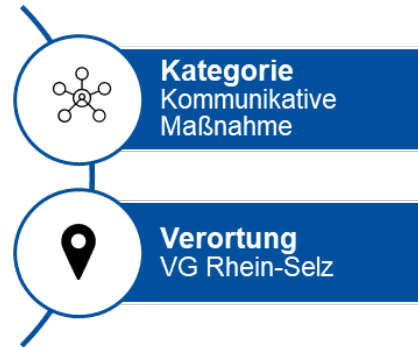 Kategorie
Kommunikative
Maßnahme
Verortung
VG Rhein-Selz